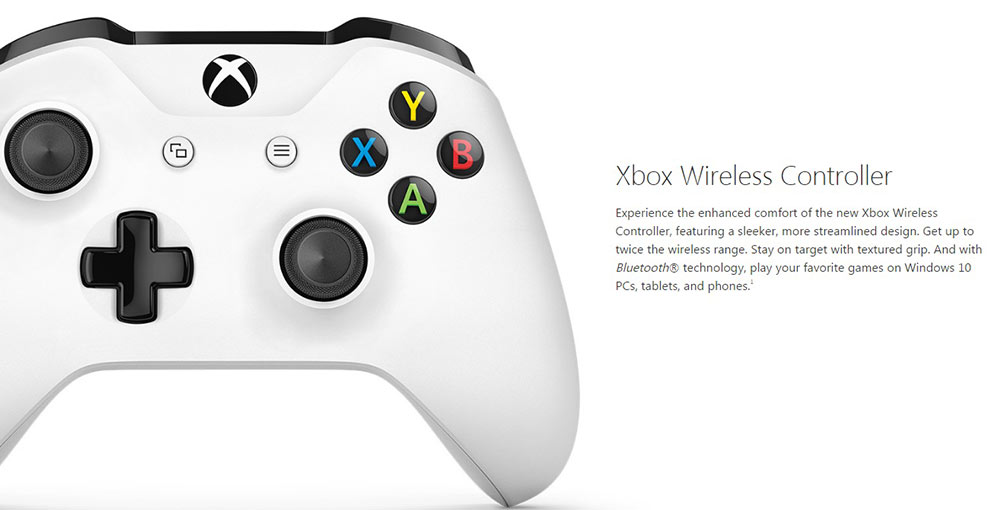 Y
X
B
A
Xbox Wireless Controller
Experience the enhanced comfort of the new Xbox Wireless
Controller, featuring a sleeker, more streamlined design. Get up to
twice the wireless range. Stay on target with textured grip. And with
Bluetooth® technology, play your favorite games on Windows 10
PCs, tablets, and phones.¹